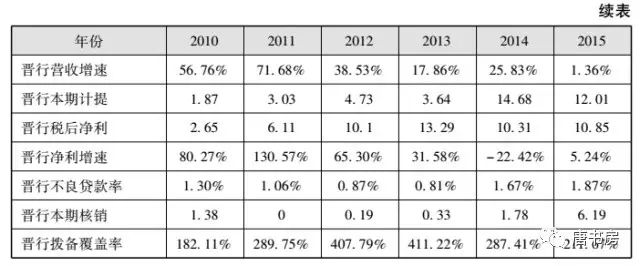 续表
年份 2010 2011 2012 2013 2014 2015
晋行营收增速 56.76% 71.68% 38.53% 17.86% 25.83% 1.36%
晋行本期计提 1.87 3.03 4.73 3.64 14.68 12.01
晋行税后净利 2.65 6.11 10.1 13.29 10.31 10.85
晋行净利增速 80.27% 130.57% 65.30% 31.58% -22.42% 5.24%
晋行不良贷款率 1.30% 1.06% 0.87% 0.81% 1.67% 1.87%
晋行本期核销 1.38 0 0.19 0.33 1.78 6.19
晋行拨备覆盖率 182.11% 289.75% 407.79% 411.22% 287.41%
唐书房